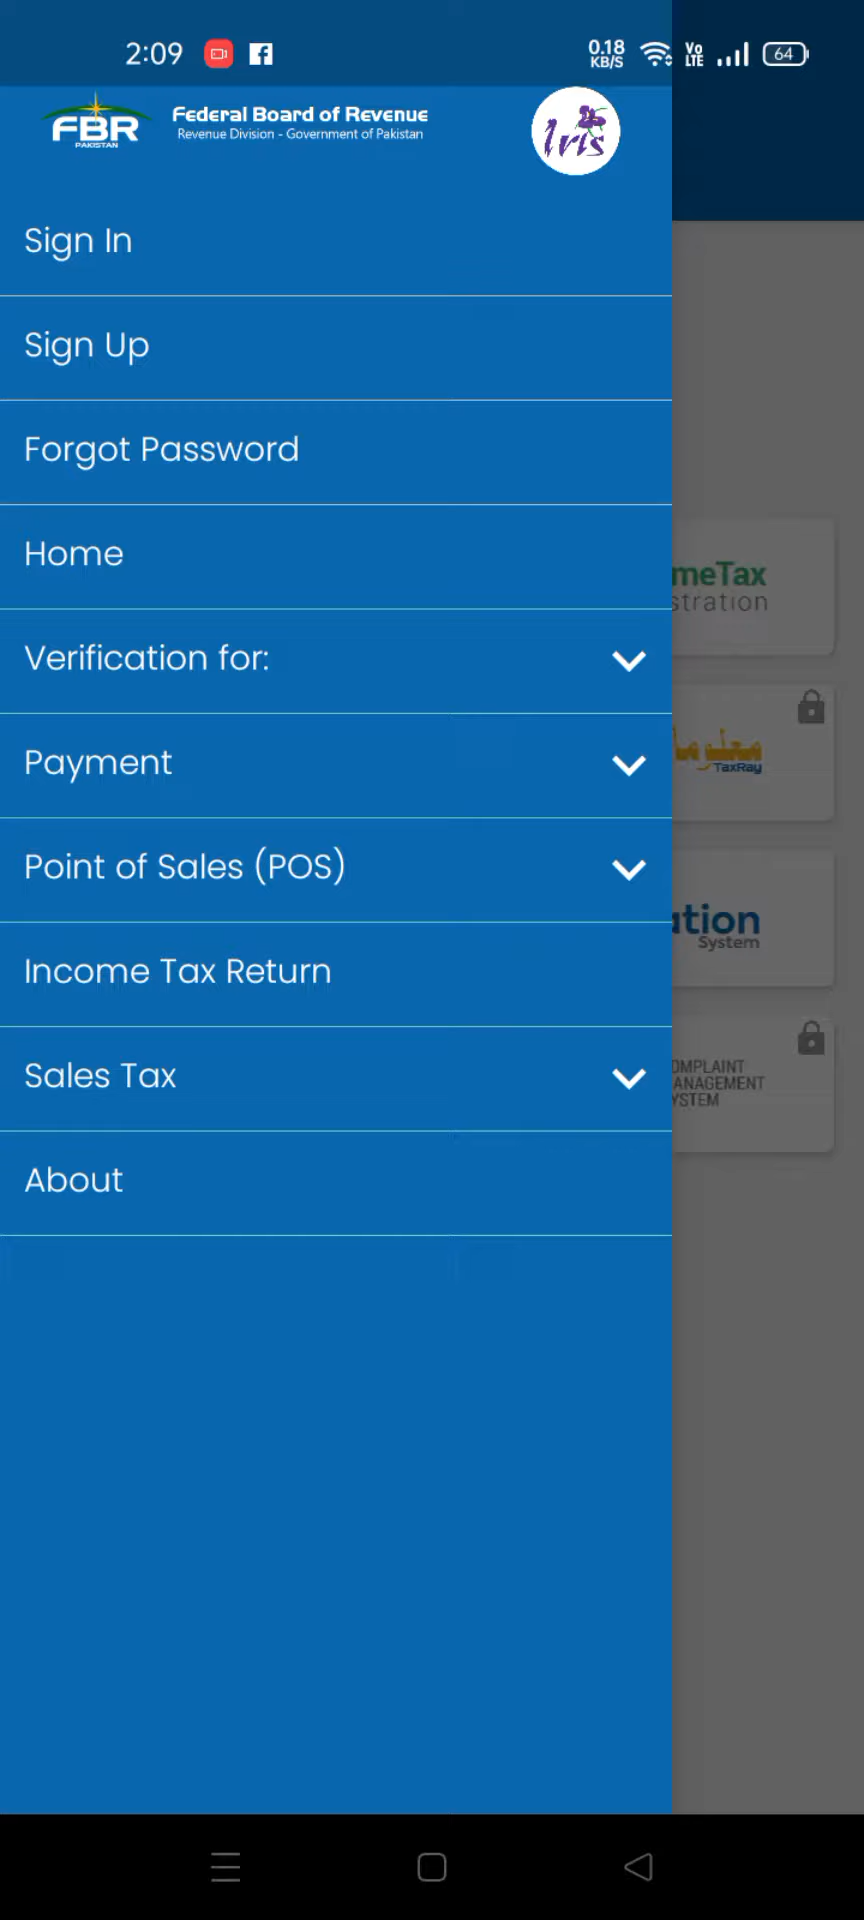 2:09
0.18
KB/S
Vo
LTE
64
FBR
PAKISTAN
Federal Board of Revenue
Revenue Division - Government of Pakistan
Iris
Sign In
Sign Up
Forgot Password
Home
meTax
stration
Verification for:
Payment
TaxRay
Point of Sales (POS)
ation
System
Income Tax Return
Sales Tax
OMPLAINT
ANAGEMENT
YSTEM
About